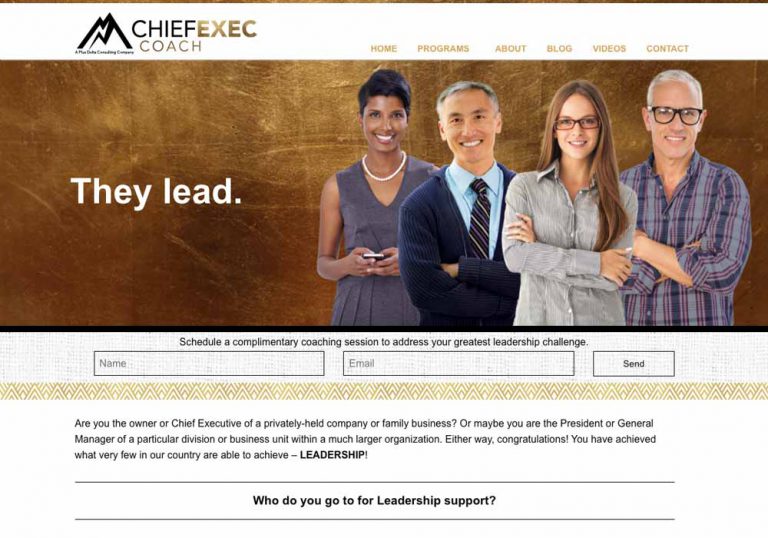 CHIEFEXEC
COACH
A Plus Delta Consulting Company
HOME PROGRAMS ABOUT BLOG VIDEOS CONTACT
They lead.
Schedule a complimentary coaching session to address your greatest leadership challenge.
Name Email Send
Are you the owner or Chief Executive of a privately-held company or family business? Or maybe you are the President or General
Manager of a particular division or business unit within a much larger organization. Either way, congratulations! You have achieved
what very few in our country are able to achieve – LEADERSHIP!
Who do you go to for Leadership support?